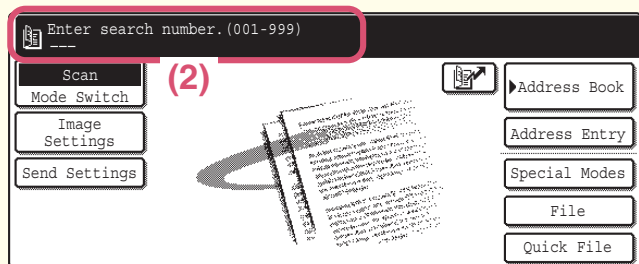 Enter search number.(001-999)
---
(2)
Scan
Mode Switch
Image
Settings
Send Settings
Address Book
Address Entry
Special Modes
File
Quick File